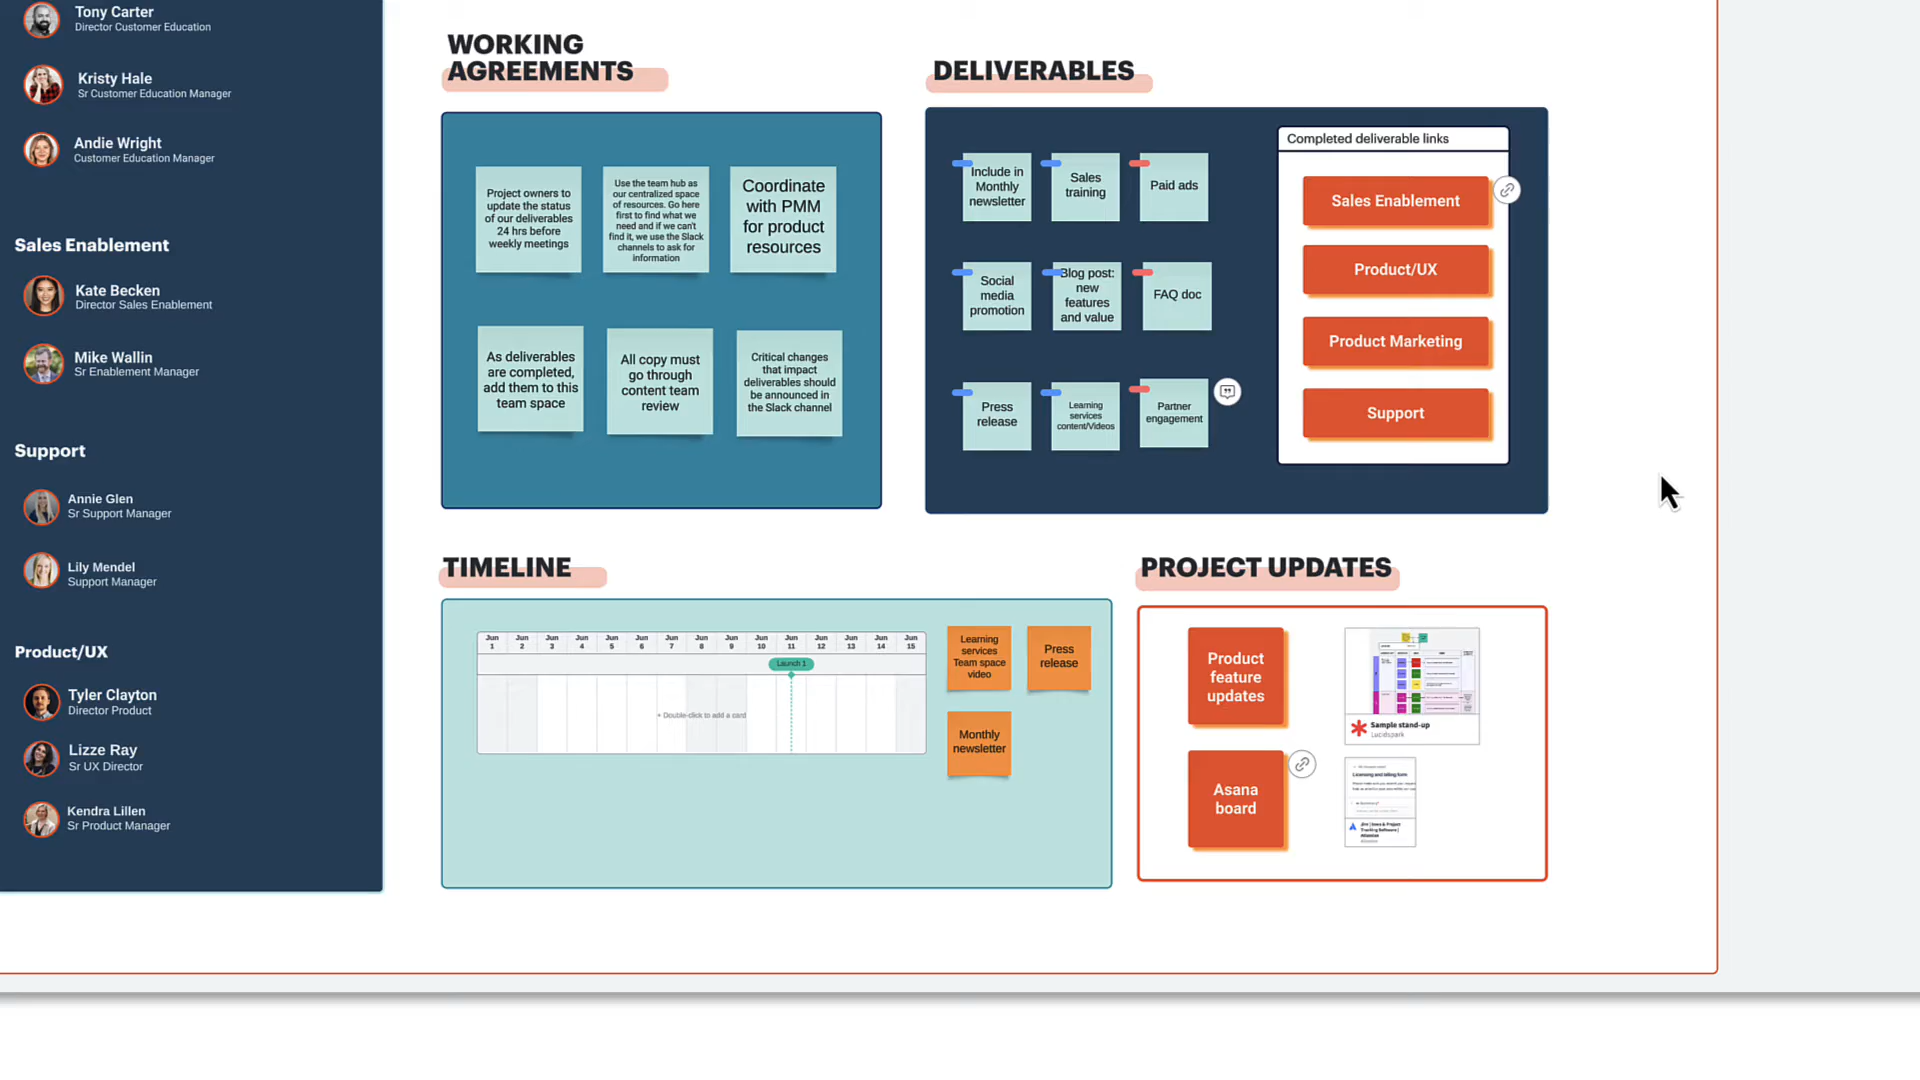 Tony Carter
Director Customer Education
Kristy Hale
Sr Customer Education Manager
Andie Wright
Customer Education Manager
Sales Enablement
Kate Becken
Director Sales Enablement
Mike Wallin
Sr Enablement Manager
Support
Annie Glen
Sr Support Manager
Lily Mendel
Support Manager
Product/UX
Tyler Clayton
Director Product
Lizze Ray
Sr UX Director
Kendra Lillen
Sr Product Manager
WORKING
AGREEMENTS
Project owners to
update the status
of our deliverables
24 hrs before
weekly meetings
Use the team hub as
our centralized space
of resources. Go here
first to find what we
need and if we can't
find it, we use the Slack
channels to ask for
information
Coordinate
with PMM
for product
resources
As deliverables
are completed,
add them to this
team space
All copy must
go through
content team
review
Critical changes
that impact
deliverables should
be announced in
the Slack channel
DELIVERABLES
Include in
Monthly
newsletter
Sales
training
Paid ads
Social
media
promotion
Blog post:
new
features
and value
FAQ doc
Press
release
Learning
services
content/Videos
Partner
engagement
Completed deliverable links
Sales Enablement
Product/UX
Product Marketing
Support
TIMELINE
Jun Jun Jun Jun Jun Jun Jun Jun Jun Jun Jun Jun Jun Jun Jun
1 2 3 4 5 6 7 8 9 10 11 12 13 14 15
Launch 1
+ Double-click to add a card
Learning
services
Team space
video
Press
release
Monthly
newsletter
PROJECT UPDATES
Product
feature
updates
Asana
board
Sample stand-up
Lucidspark
Licensing and billing form
Jira | Issue & Project
Tracking Software |
Atlassian